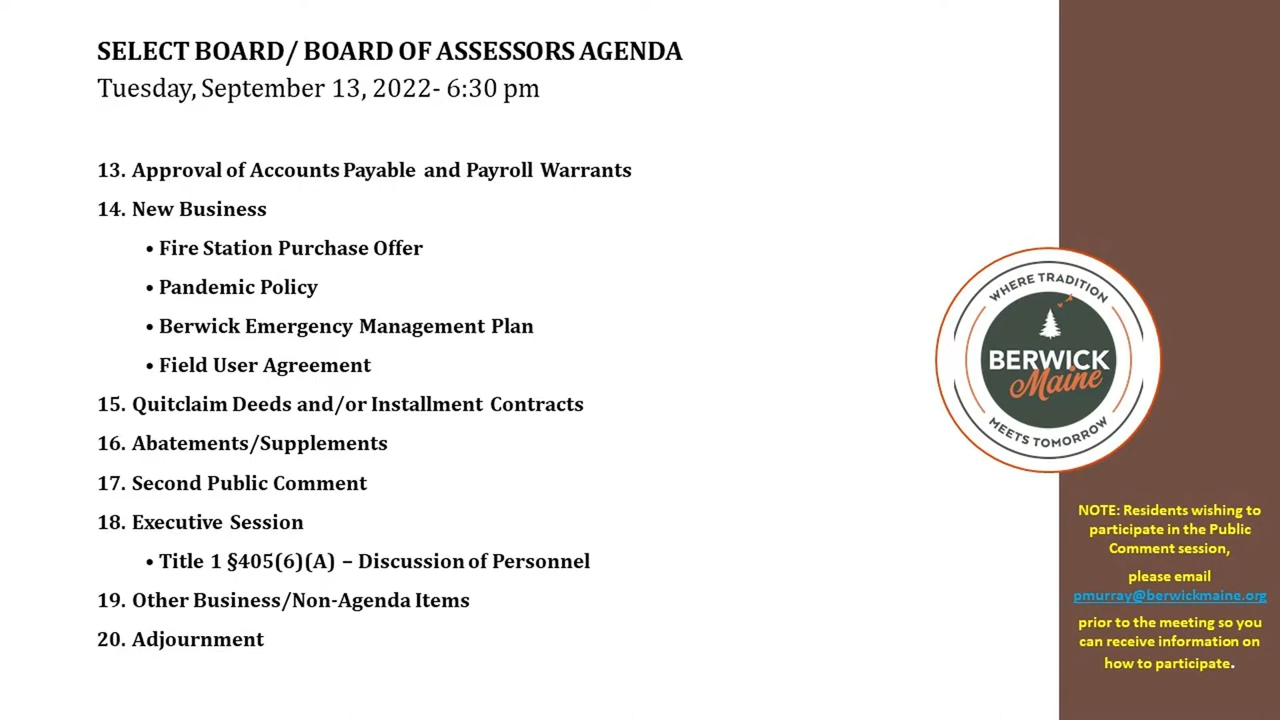 SELECT BOARD/ BOARD OF ASSESSORS AGENDA
Tuesday, September 13, 2022- 6:30 pm
13. Approval of Accounts Payable and Payroll Warrants
14. New Business
• Fire Station Purchase Offer
• Pandemic Policy
• Berwick Emergency Management Plan
• Field User Agreement
15. Quitclaim Deeds and/or Installment Contracts
16. Abatements/Supplements
17. Second Public Comment
18. Executive Session
• Title 1 §405(6)(A) – Discussion of Personnel
19. Other Business/Non-Agenda Items
20. Adjournment
WHERE TRADITION
BERWICK
Maine
MEETS TOMORROW
NOTE: Residents wishing to
participate in the Public
Comment session,
please email
pmurray@berwickmaine.org
prior to the meeting so you
can receive information on
how to participate.